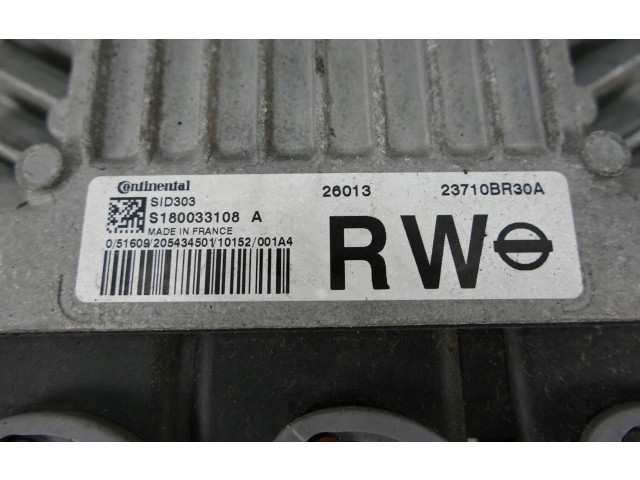 Continental
SID303
S180033108 A
MADE IN FRANCE
0/51609/205434501/10152/001A4
26013
23710BR30A
RW